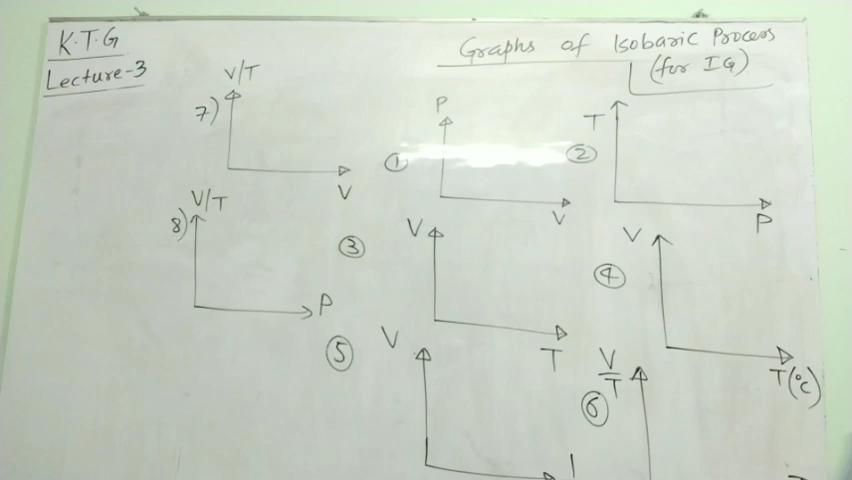 K.T.G
Lecture-3
Graphs of Isobaric Process
(for IG)
7)
V/T
V
①
P
V
②
T
P
8)
V/T
P
③
V
T
④
V
T(°C)
⑤
V
⑥
V/T